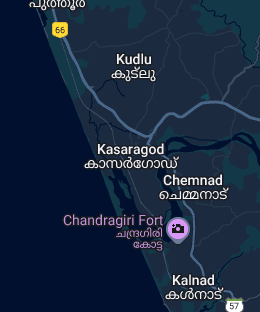 പുത്തൂർ
66
Kudlu
കുട്ലു
Kasaragod
കാസർഗോഡ്
Chemnad
ചെമ്മനാട്
Chandragiri Fort
ചന്ദ്രഗിരി
കോട്ട
Kalnad
കൾനാട്
57